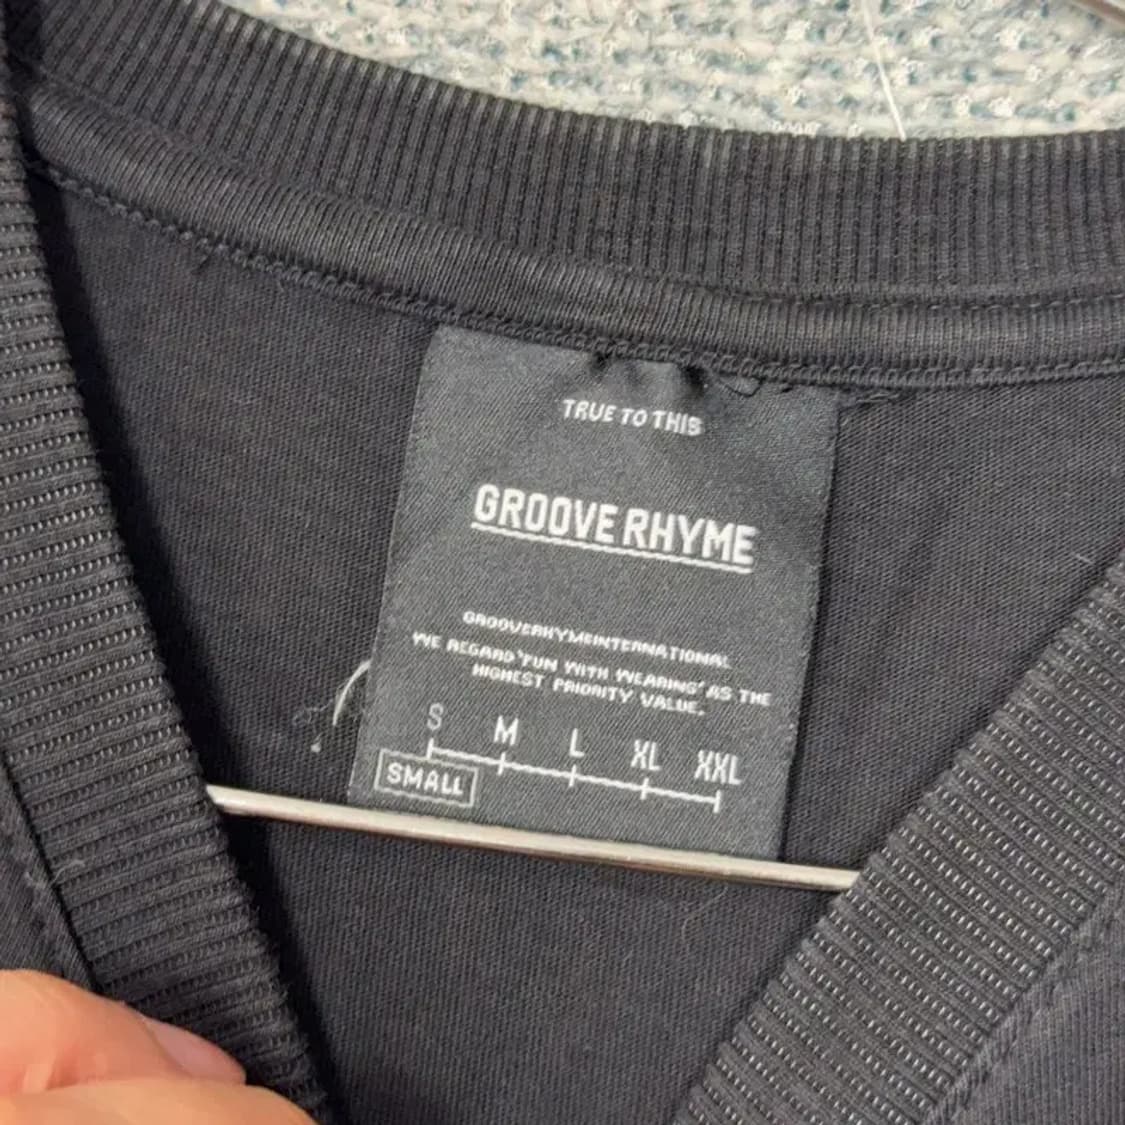 TRUE TO THIS
GROOVE RHYME
GROOVERHYMEINTERNATIONAL
WE REGARD 'FUN WITH WEARING' AS THE
HIGHEST PRIORITY VALUE.
S M L XL XXL
SMALL